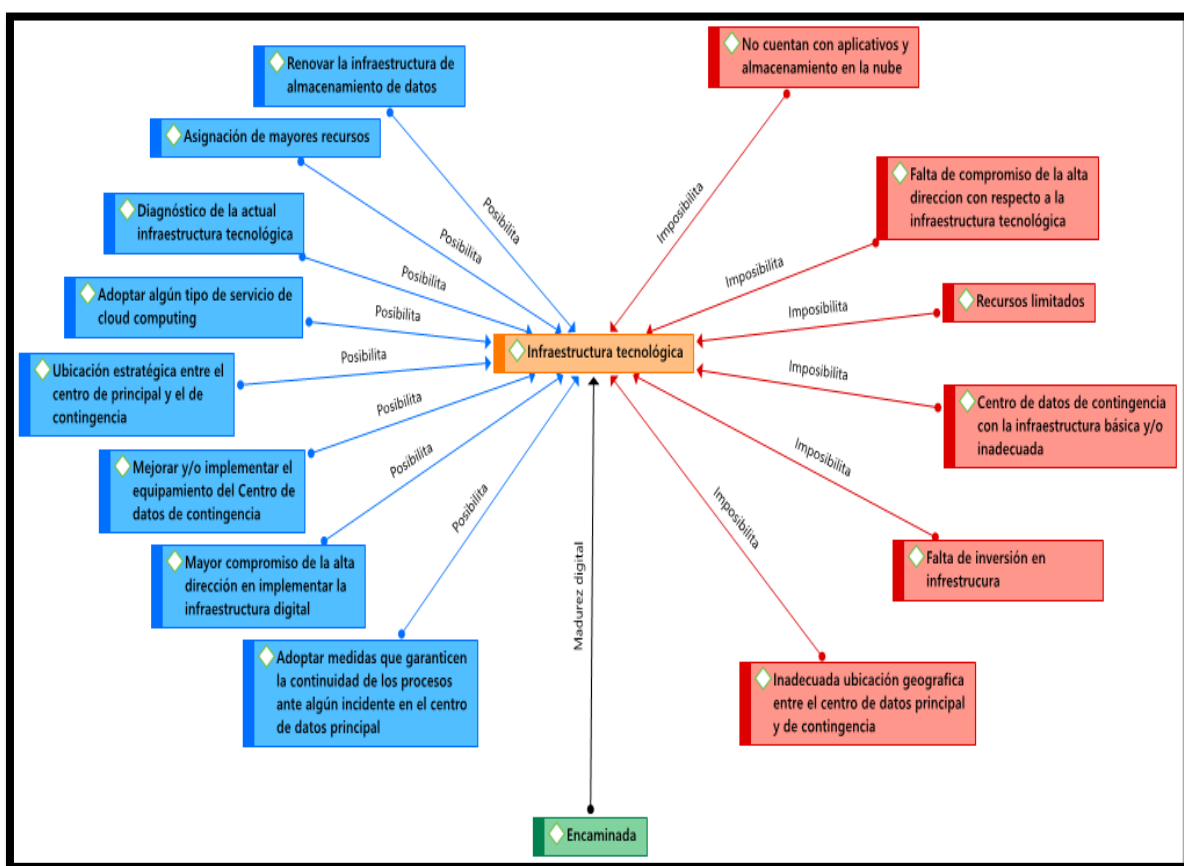 Renovar la infraestructura de
almacenamiento de datos
Asignación de mayores recursos
Diagnóstico de la actual
infraestructura tecnológica
Adoptar algún tipo de servicio de
cloud computing
Ubicación estratégica entre el
centro de principal y el de
contingencia
Mejorar y/o implementar el
equipamiento del Centro de
datos de contingencia
Mayor compromiso de la alta
dirección en implementar la
infraestructura digital
Adoptar medidas que garanticen
la continuidad de los procesos
ante algún incidente en el centro
de datos principal
Posibilita
Posibilita
Posibilita
Posibilita
Posibilita
Posibilita
Posibilita
Posibilita
Infraestructura tecnológica
Madurez digital
Encaminada
Imposibilita
Imposibilita
Imposibilita
Imposibilita
Imposibilita
Imposibilita
No cuentan con aplicativos y
almacenamiento en la nube
Falta de compromiso de la alta
direccion con respecto a la
infraestructura tecnológica
Recursos limitados
Centro de datos de contingencia
con la infraestructura básica y/o
inadecuada
Falta de inversión en
infrestrucura
Inadecuada ubicación geografica
entre el centro de datos principal
y de contingencia